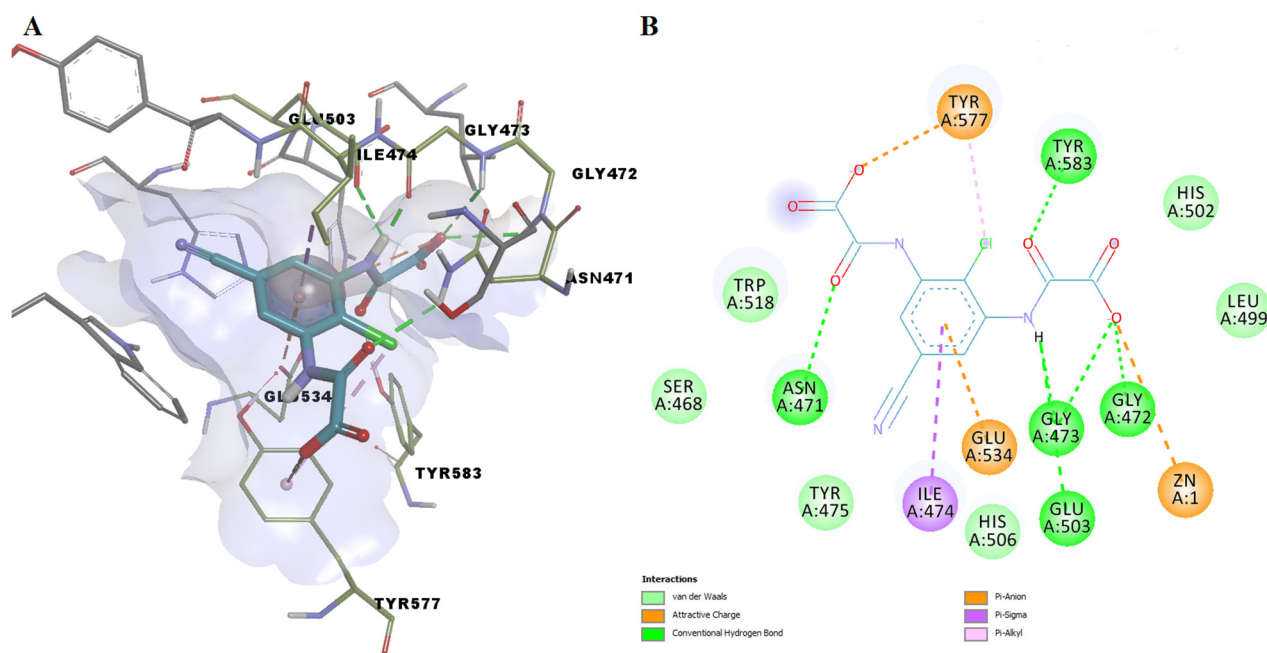 A
GLU503
GLY473
ILE474
GLY472
ASN471
TYR583
TYR577
B
TYR
A:577
TYR
A:583
HIS
A:502
O⁻
O
Cl
O
O
N
O
TRP
A:518
LEU
A:499
N
H
O⁻
SER
A:468
ASN
A:471
GLY
A:473
GLY
A:472
N
GLU
A:534
TYR
A:475
ILE
A:474
HIS
A:506
GLU
A:503
ZN
A:1
Interactions
van der Waals
Attractive Charge
Conventional Hydrogen Bond
Pi-Anion
Pi-Sigma
Pi-Alkyl